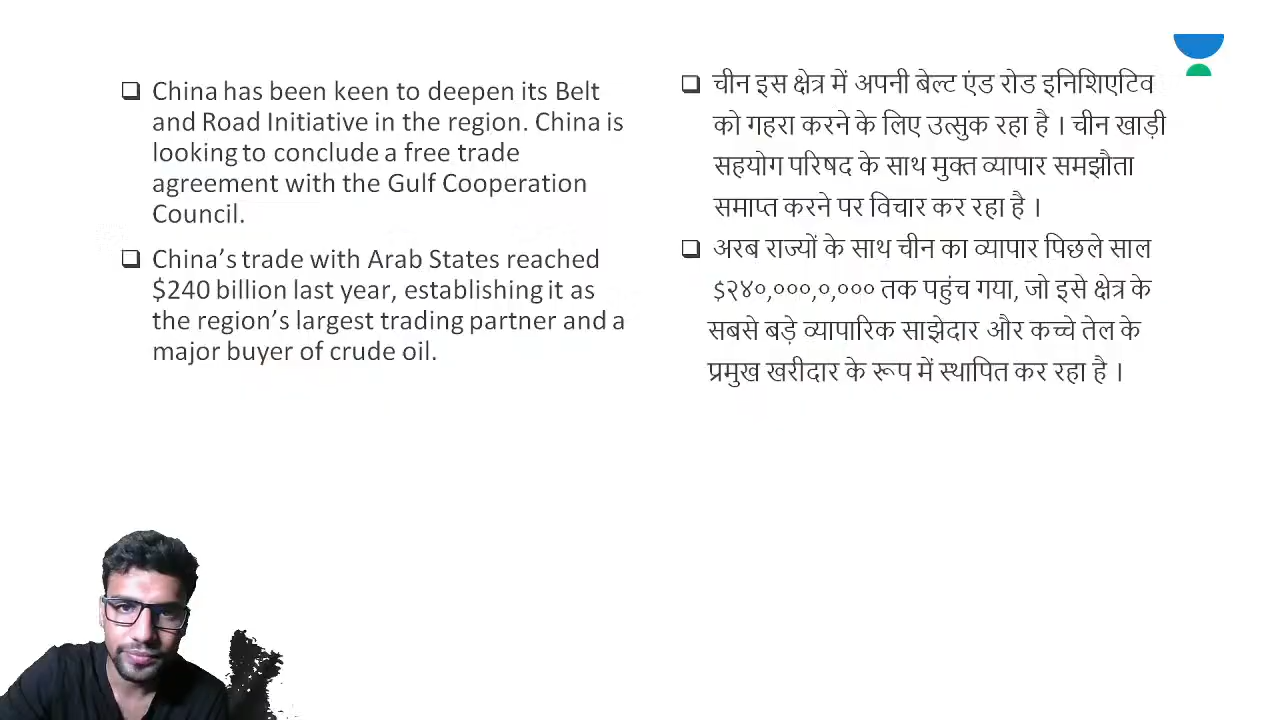 China has been keen to deepen its Belt
and Road Initiative in the region. China is
looking to conclude a free trade
agreement with the Gulf Cooperation
Council.
China's trade with Arab States reached
$240 billion last year, establishing it as
the region's largest trading partner and a
major buyer of crude oil.
चीन इस क्षेत्र में अपनी बेल्ट एंड रोड इनिशिएटिव
को गहरा करने के लिए उत्सुक रहा है । चीन खाड़ी
सहयोग परिषद के साथ मुक्त व्यापार समझौता
समाप्त करने पर विचार कर रहा है ।
अरब राज्यों के साथ चीन का व्यापार पिछले साल
$२४०,०००,०,००० तक पहुंच गया, जो इसे क्षेत्र के
सबसे बड़े व्यापारिक साझेदार और कच्चे तेल के
प्रमुख खरीदार के रूप में स्थापित कर रहा है ।